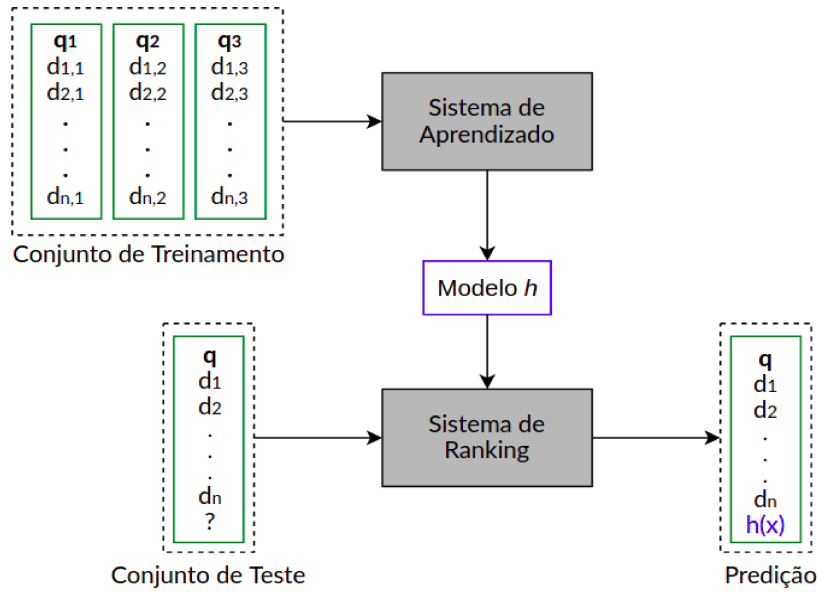 q1 q2 q3
d1,1 d1,2 d1,3
d2,1 d2,2 d2,3
. . .
. . .
. . .
dn,1 dn,2 dn,3
Conjunto de Treinamento
Sistema de
Aprendizado
Modelo h
q
d1
d2
.
.
.
dn
?
Conjunto de Teste
Sistema de
Ranking
q
d1
d2
.
.
.
dn
h(x)
Predição